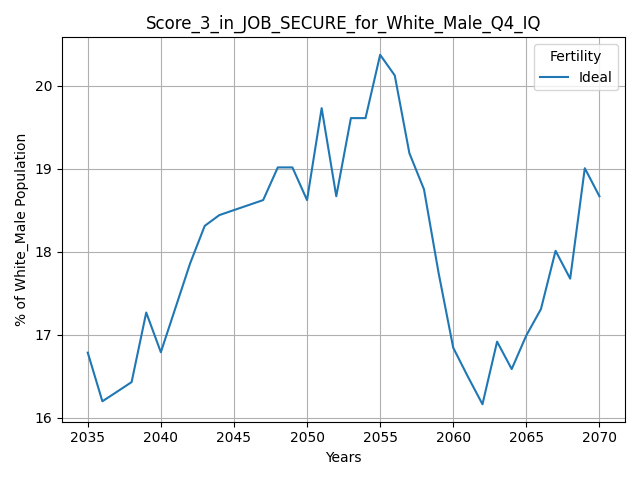 Score_3_in_JOB_SECURE_for_White_Male_Q4_IQ
Fertility
Ideal
% of White_Male Population
20
19
18
17
16
2035 2040 2045 2050 2055 2060 2065 2070
Years